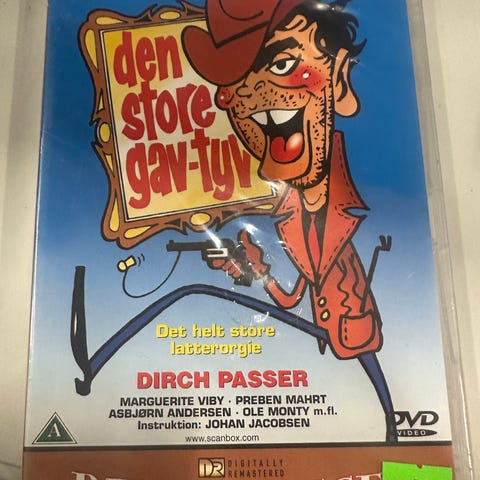 den
store
gav-tyv
Det helt store
latterorgie
DIRCH PASSER
MARGUERITE VIBY · PREBEN MAHRT
ASBJØRN ANDERSEN · OLE MONTY m.fl.
Instruktion: JOHAN JACOBSEN
www.scanbox.com
A
DVD
VIDEO
DR DIGITALLY
REMASTERED